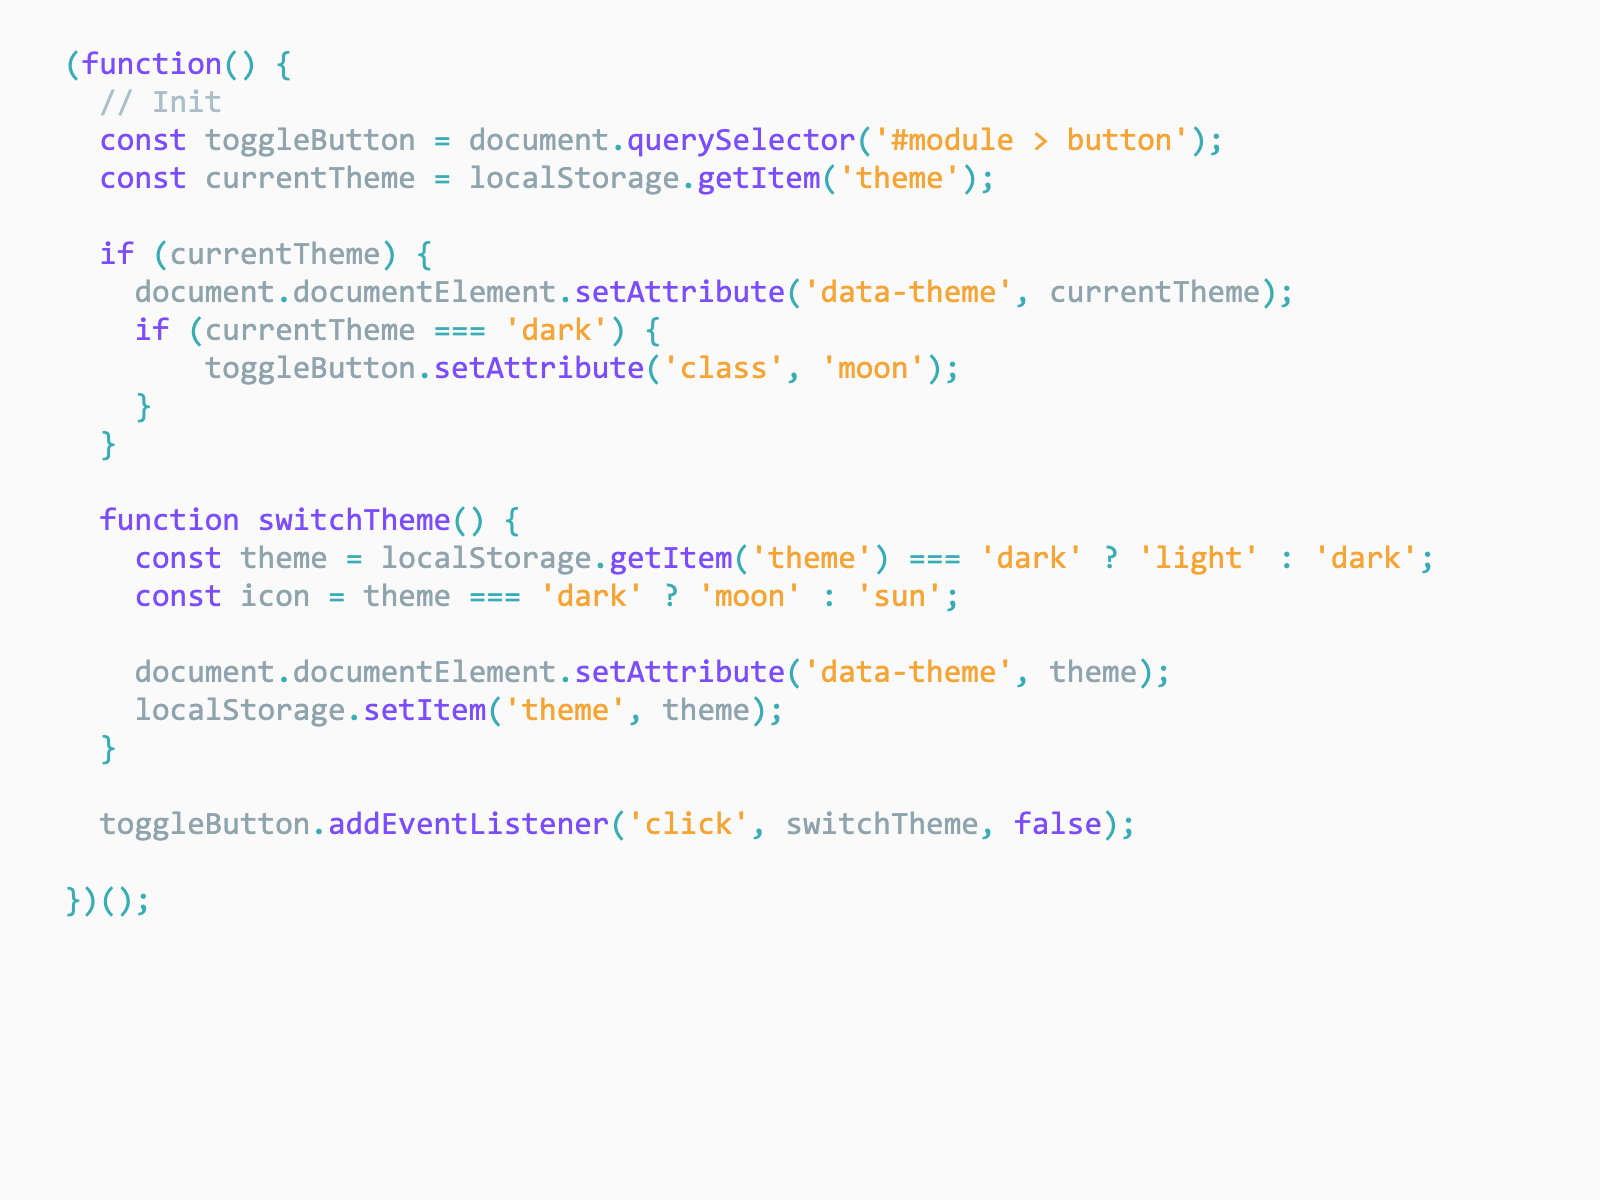 (function() {
  // Init
  const toggleButton = document.querySelector('#module > button');
  const currentTheme = localStorage.getItem('theme');

  if (currentTheme) {
    document.documentElement.setAttribute('data-theme', currentTheme);
    if (currentTheme === 'dark') {
        toggleButton.setAttribute('class', 'moon');
    }
  }

  function switchTheme() {
    const theme = localStorage.getItem('theme') === 'dark' ? 'light' : 'dark';
    const icon = theme === 'dark' ? 'moon' : 'sun';

    document.documentElement.setAttribute('data-theme', theme);
    localStorage.setItem('theme', theme);
  }

  toggleButton.addEventListener('click', switchTheme, false);

})();